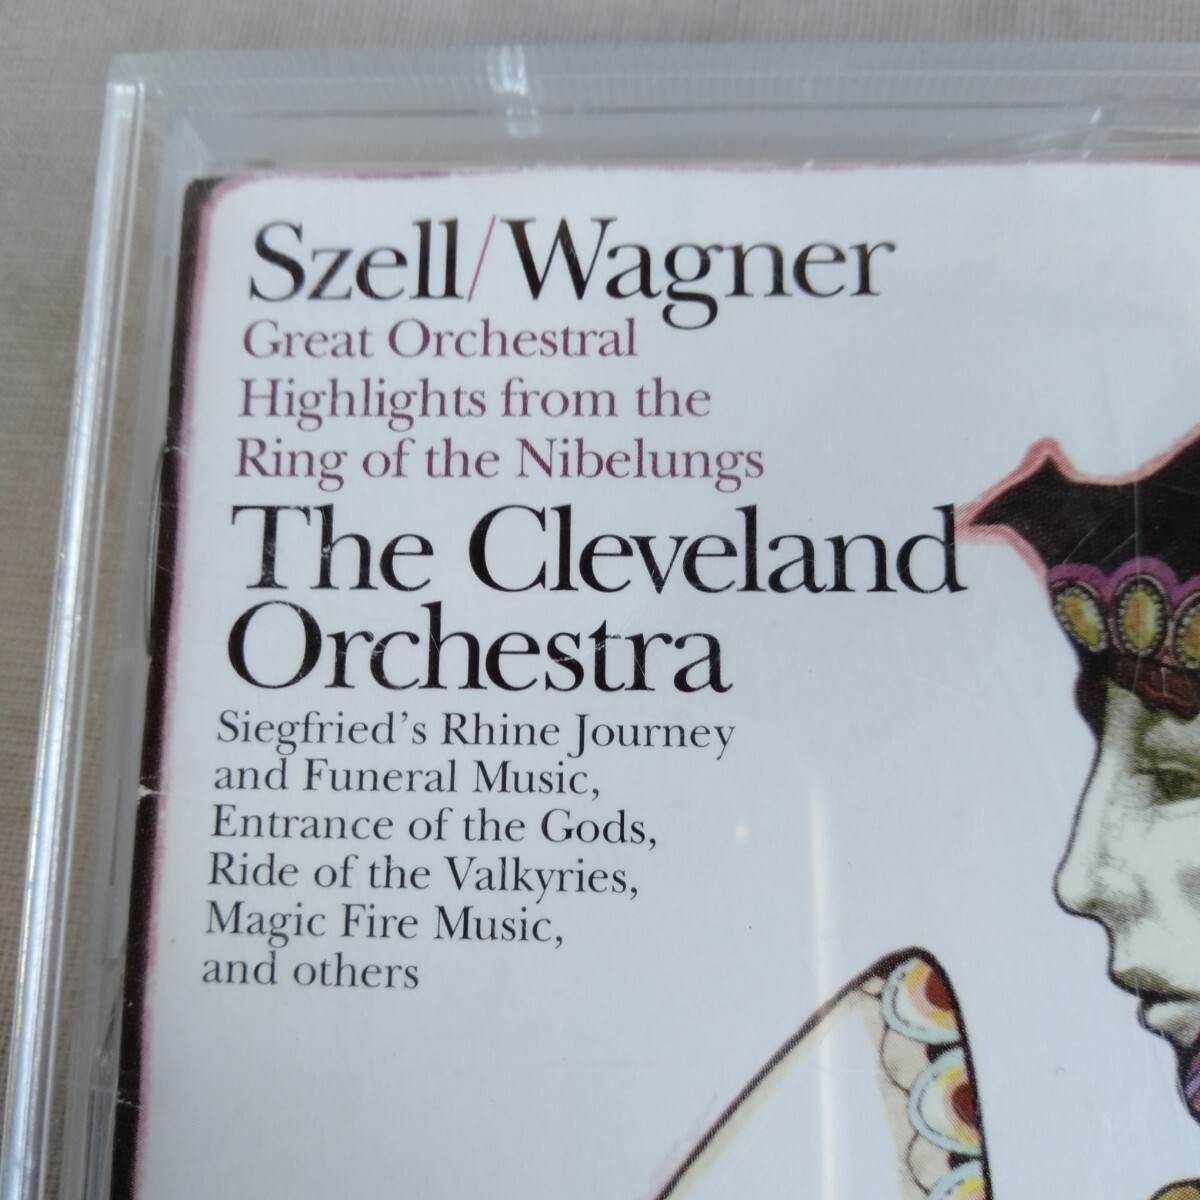 Szell/Wagner
Great Orchestral
Highlights from the
Ring of the Nibelungs
The Cleveland
Orchestra
Siegfried's Rhine Journey
and Funeral Music,
Entrance of the Gods,
Ride of the Valkyries,
Magic Fire Music,
and others